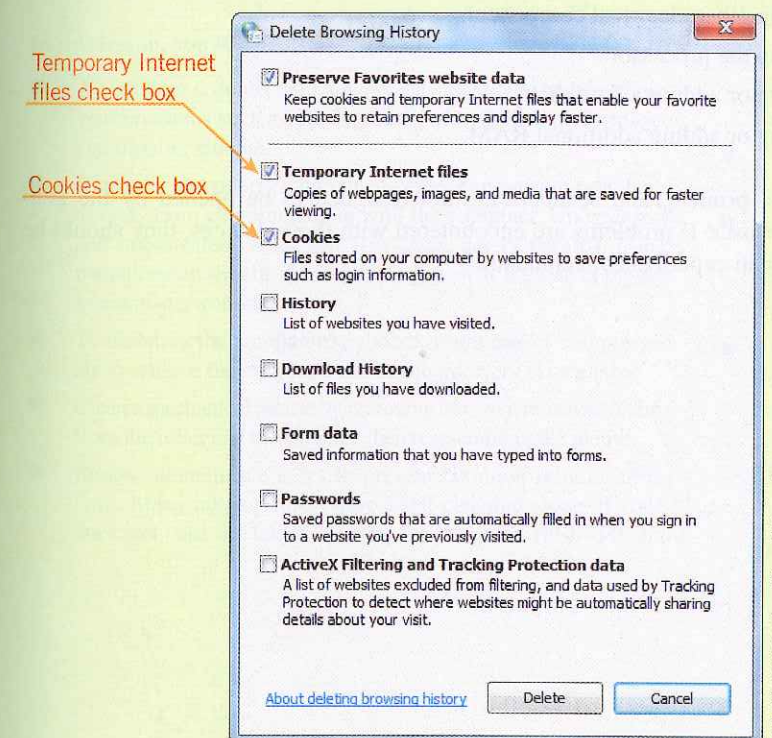 Delete Browsing History
Temporary Internet
files check box
Cookies check box
Preserve Favorites website data
Keep cookies and temporary Internet files that enable your favorite
websites to retain preferences and display faster.
Temporary Internet files
Copies of webpages, images, and media that are saved for faster
viewing.
Cookies
Files stored on your computer by websites to save preferences
such as login information.
History
List of websites you have visited.
Download History
List of files you have downloaded.
Form data
Saved information that you have typed into forms.
Passwords
Saved passwords that are automatically filled in when you sign in
to a website you've previously visited.
ActiveX Filtering and Tracking Protection data
A list of websites excluded from filtering, and data used by Tracking
Protection to detect where websites might be automatically sharing
details about your visit.
About deleting browsing history
Delete
Cancel